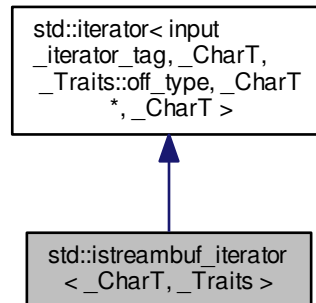 std::iterator< input
_iterator_tag, _CharT,
_Traits::off_type, _CharT
*, _CharT >
std::istreambuf_iterator
< _CharT, _Traits >